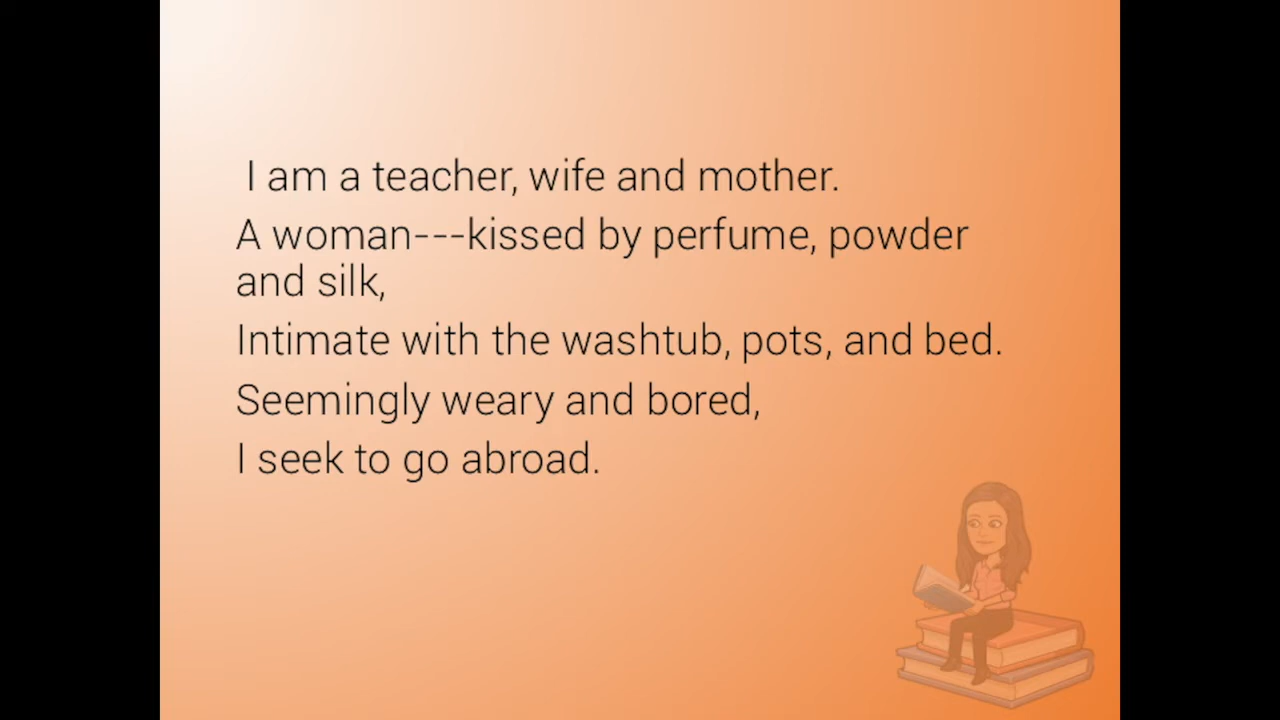 I am a teacher, wife and mother.
A woman---kissed by perfume, powder
and silk,
Intimate with the washtub, pots, and bed.
Seemingly weary and bored,
I seek to go abroad.